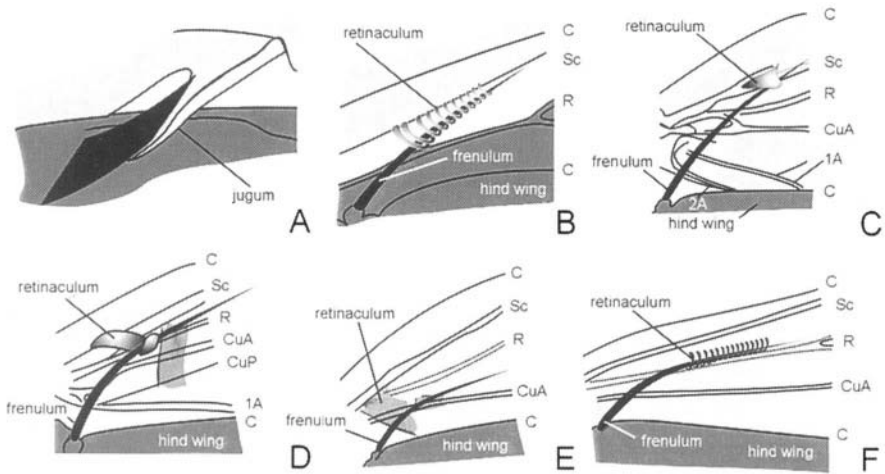 jugum
A
retinaculum
C
Sc
R
frenulum
C
hind wing
B
retinaculum
C
Sc
R
CuA
frenulum
1A
C
2A
hind wing
C
retinaculum
C
Sc
R
CuA
CuP
frenulum
1A
C
hind wing
D
retinaculum
C
Sc
R
CuA
frenulum
C
hind wing
E
retinaculum
C
Sc
R
CuA
frenulum
C
hind wing
F